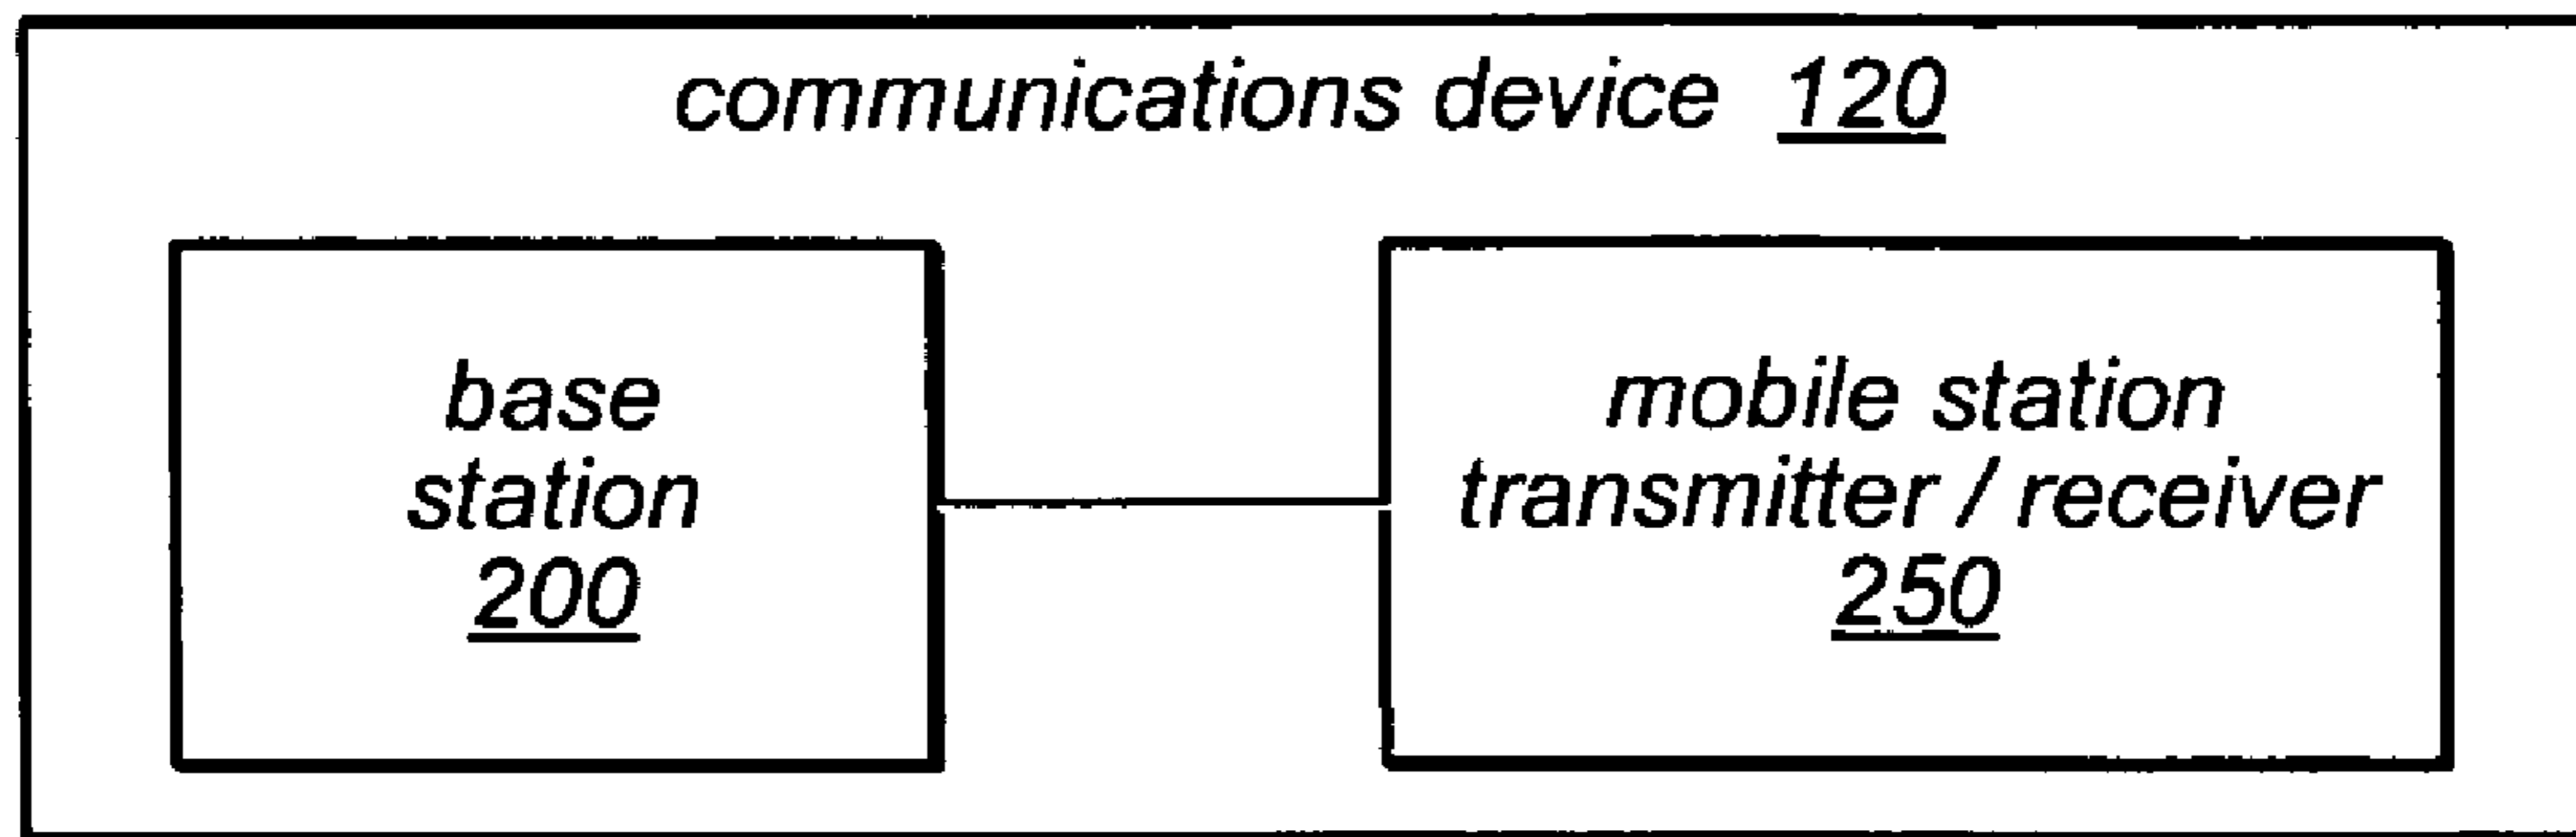 communications device 120
base
station
200
mobile station
transmitter / receiver
250